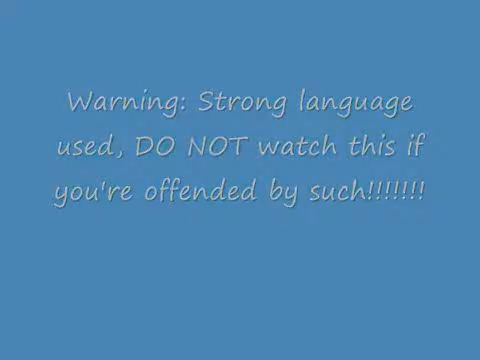 Warning: Strong language
used, DO NOT watch this if
you're offended by such!!!!!!!